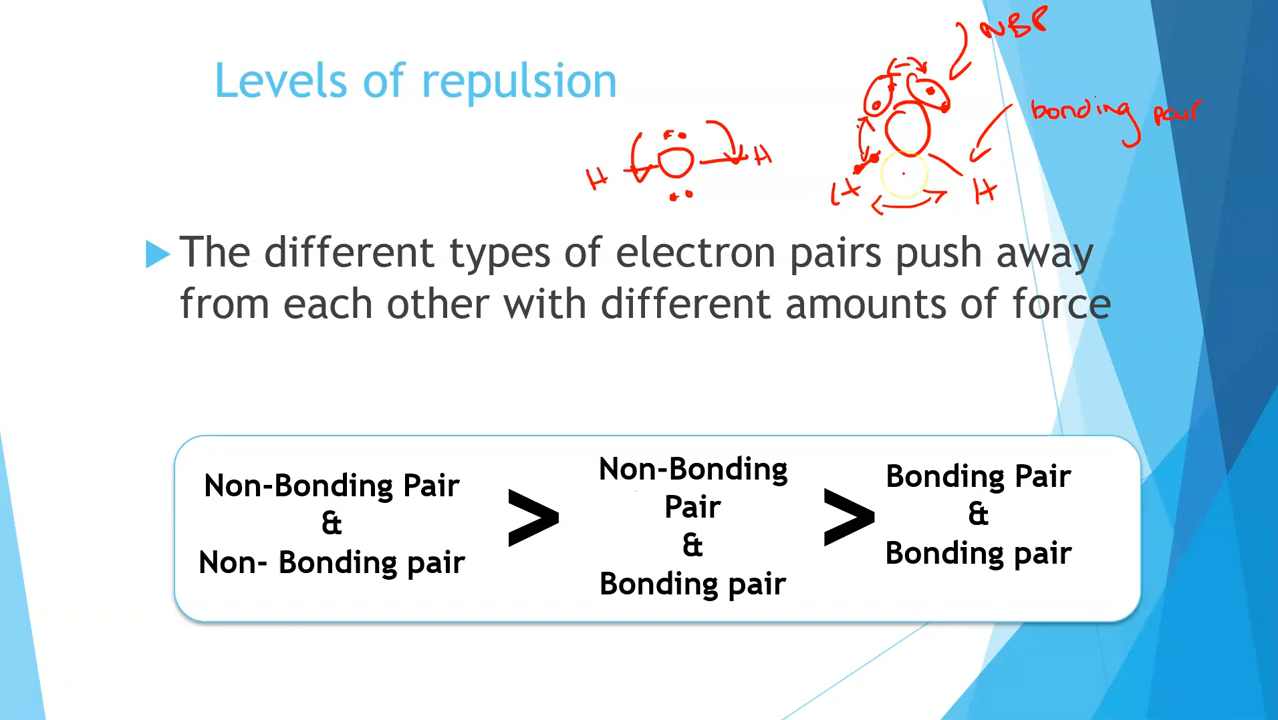 Levels of repulsion
NBP
bonding pair
H
H
H
H
The different types of electron pairs push away
from each other with different amounts of force
Non-Bonding Pair
&
Non- Bonding pair
>
Non-Bonding
Pair
&
Bonding pair
>
Bonding Pair
&
Bonding pair